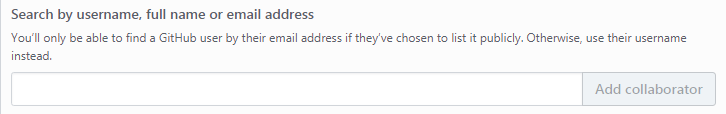 Search by username, full name or email address
You'll only be able to find a GitHub user by their email address if they've chosen to list it publicly. Otherwise, use their username
instead.
Add collaborator